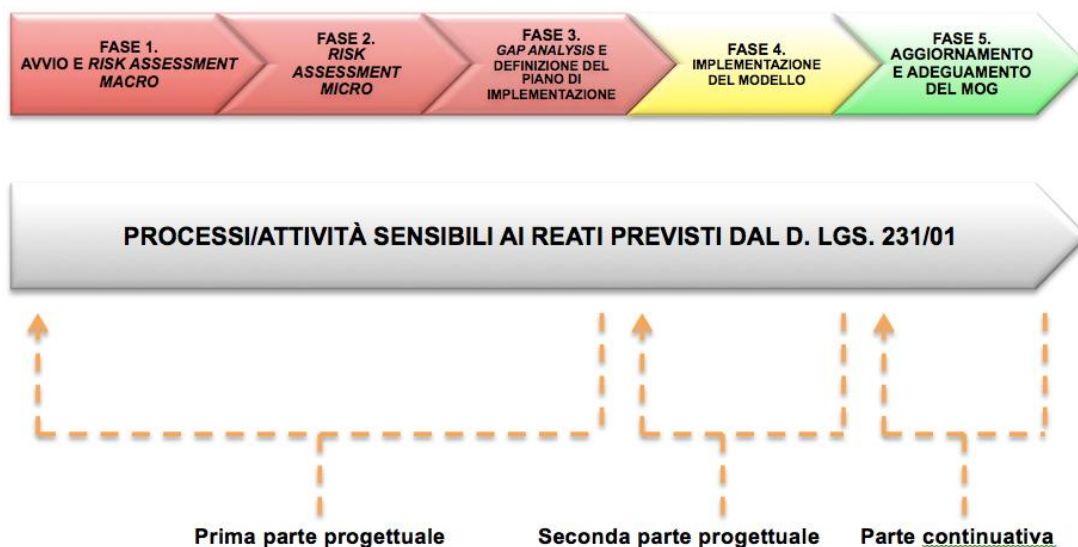 FASE 1.
AVVIO E RISK ASSESSMENT
MACRO
FASE 2.
RISK
ASSESSMENT
MICRO
FASE 3.
GAP ANALYSIS E
DEFINIZIONE DEL
PIANO DI
IMPLEMENTAZIONE
FASE 4.
IMPLEMENTAZIONE
DEL MODELLO
FASE 5.
AGGIORNAMENTO
E ADEGUAMENTO
DEL MOG
PROCESSI/ATTIVITÀ SENSIBILI AI REATI PREVISTI DAL D. LGS. 231/01
Prima parte progettuale
Seconda parte progettuale
Parte continuativa